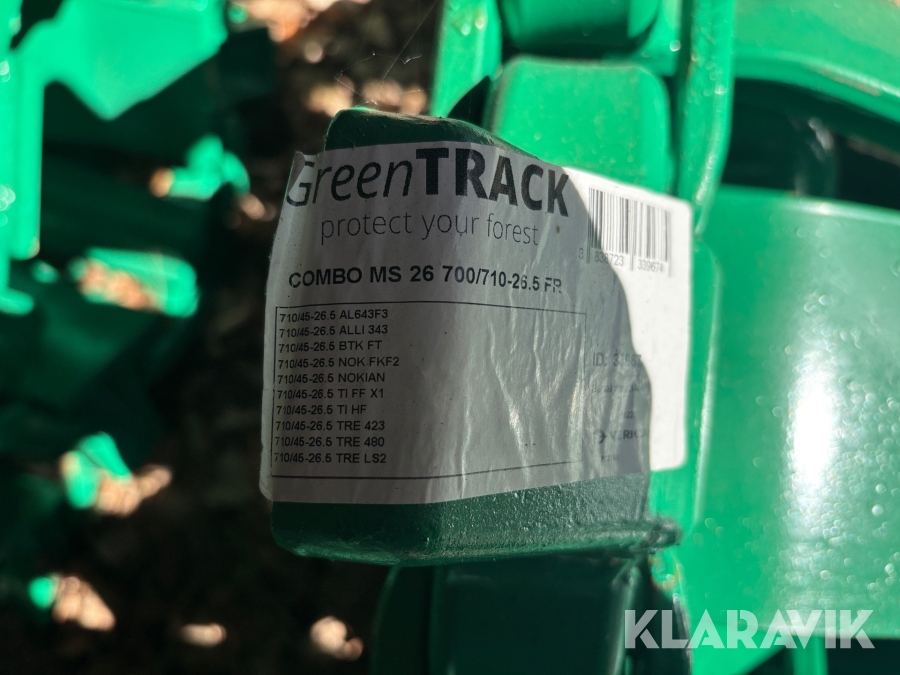 GreenTRACK
protect your forest
COMBO MS 26 700/710-26.5 FR
710/45-26.5 AL643F3
710/45-26.5 ALLI 343
710/45-26.5 BTK FT
710/45-26.5 NOK FKF2
710/45-26.5 NOKIAN
710/45-26.5 TI FF X1
710/45-26.5 TI HF
710/45-26.5 TRE 423
710/45-26.5 TRE 480
710/45-26.5 TRE LS2
ID:
KLARAVIK